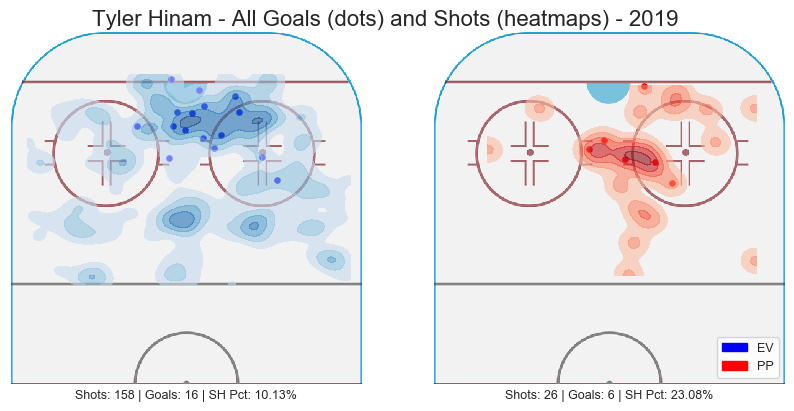 Tyler Hinam - All Goals (dots) and Shots (heatmaps) - 2019
EV
PP
Shots: 158 | Goals: 16 | SH Pct: 10.13%
Shots: 26 | Goals: 6 | SH Pct: 23.08%